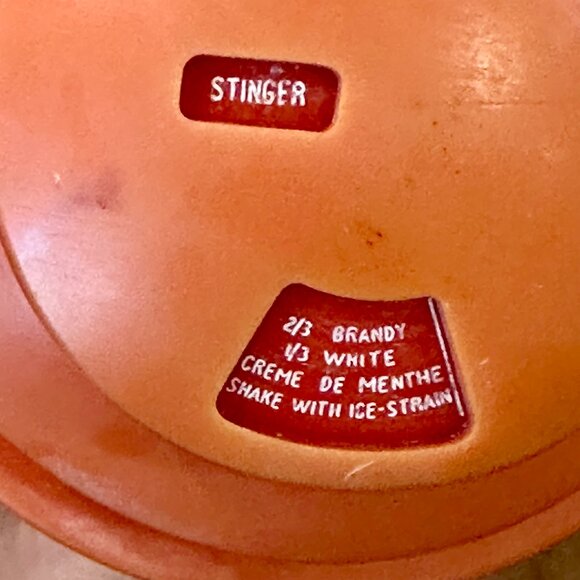 STINGER
2/3 BRANDY
1/3 WHITE
CREME DE MENTHE
SHAKE WITH ICE-STRAIN